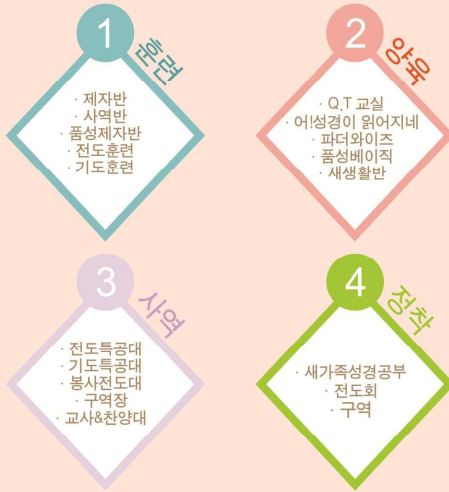 1
훈련
· 제자반
· 사역반
· 품성제자반
· 전도훈련
· 기도훈련
2
양육
· Q.T 교실
· 어!성경이 읽어지네
· 파더와이즈
· 품성베이직
· 새생활반
3
사역
· 전도특공대
· 기도특공대
· 봉사전도대
· 구역장
· 교사&찬양대
4
정착
· 새가족성경공부
· 전도회
· 구역